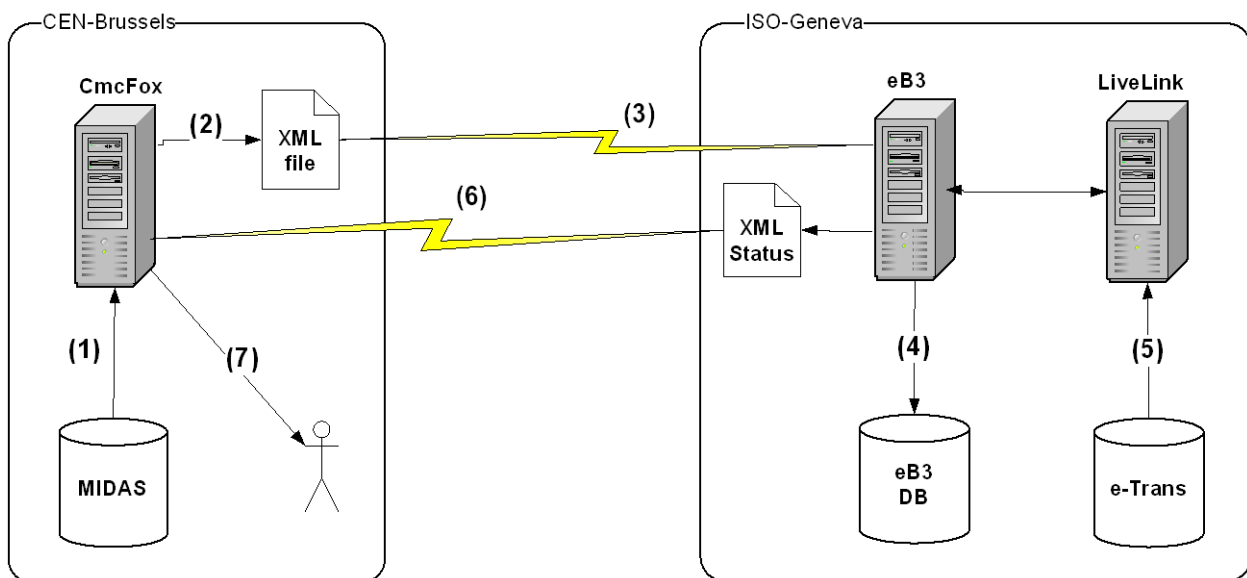 CEN-Brussels
ISO-Geneva
CmcFox
eB3
LiveLink
(2)
XML
file
(3)
(6)
XML
Status
(1)
(7)
(4)
(5)
MIDAS
eB3
DB
e-Trans